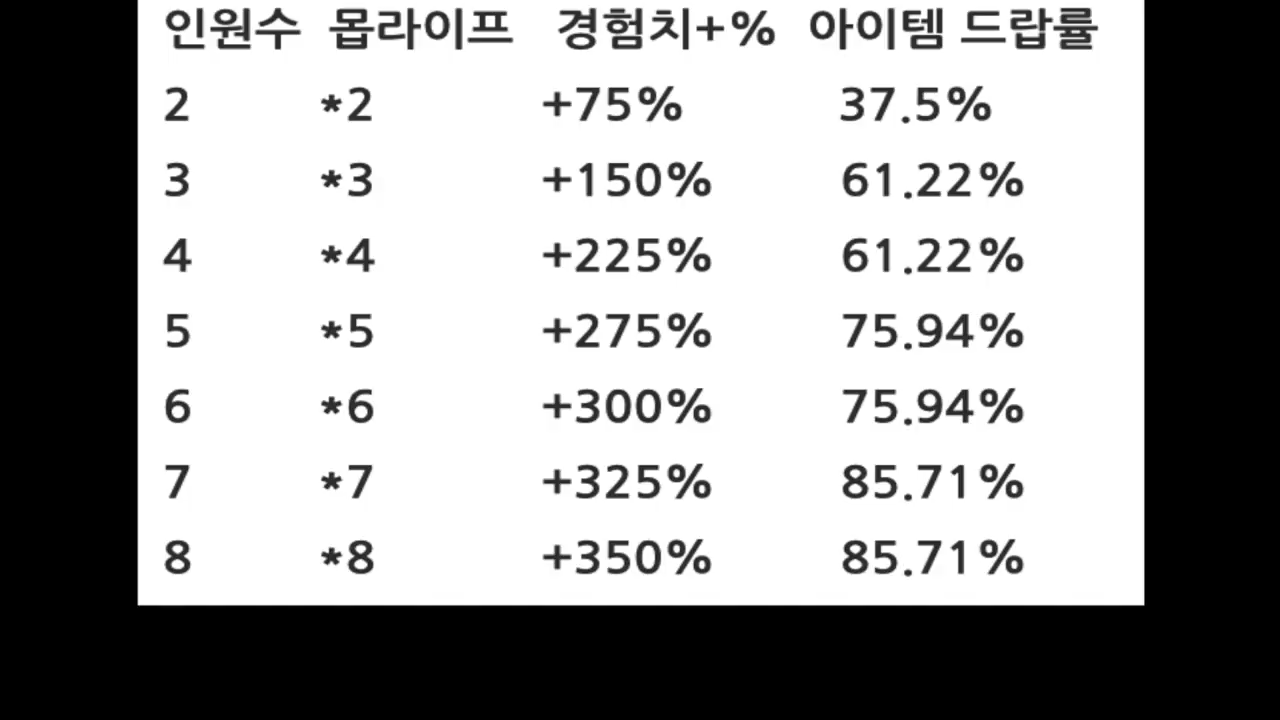 인원수 몹라이프 경험치+% 아이템 드랍률
2 *2 +75% 37.5%
3 *3 +150% 61.22%
4 *4 +225% 61.22%
5 *5 +275% 75.94%
6 *6 +300% 75.94%
7 *7 +325% 85.71%
8 *8 +350% 85.71%